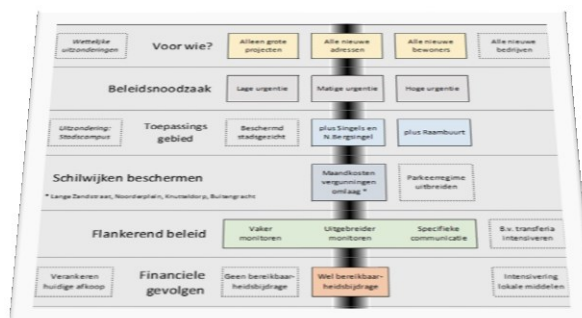 Wettelijke
uitzonderingen
Voor wie?
Alleen grote
projecten
Alle nieuwe
adressen
Alle nieuwe
bewoners
Alle nieuwe
bedrijven
Beleidsnoodzaak
Lage urgentie
Matige urgentie
Hoge urgentie
Uitzondering:
Stadscampus
Toepassings
gebied
Beschermd
stadsgezicht
plus Singels en
N.Bergsingel
plus Raambuurt
Schilwijken beschermen
* Lange Zandstraat, Noorderplein, Knutteldorp, Buitengracht
Maandkosten
vergunningen
omlaag *
Parkeerregime
uitbreiden
Flankerend beleid
Vaker
monitoren
Uitgebreider
monitoren
Specifieke
communicatie
B.v. transferia
intensiveren
Verankeren
huidige afkoop
Financiele
gevolgen
Geen bereikbaar-
heidsbijdrage
Wel bereikbaar-
heidsbijdrage
Intensivering
lokale middelen